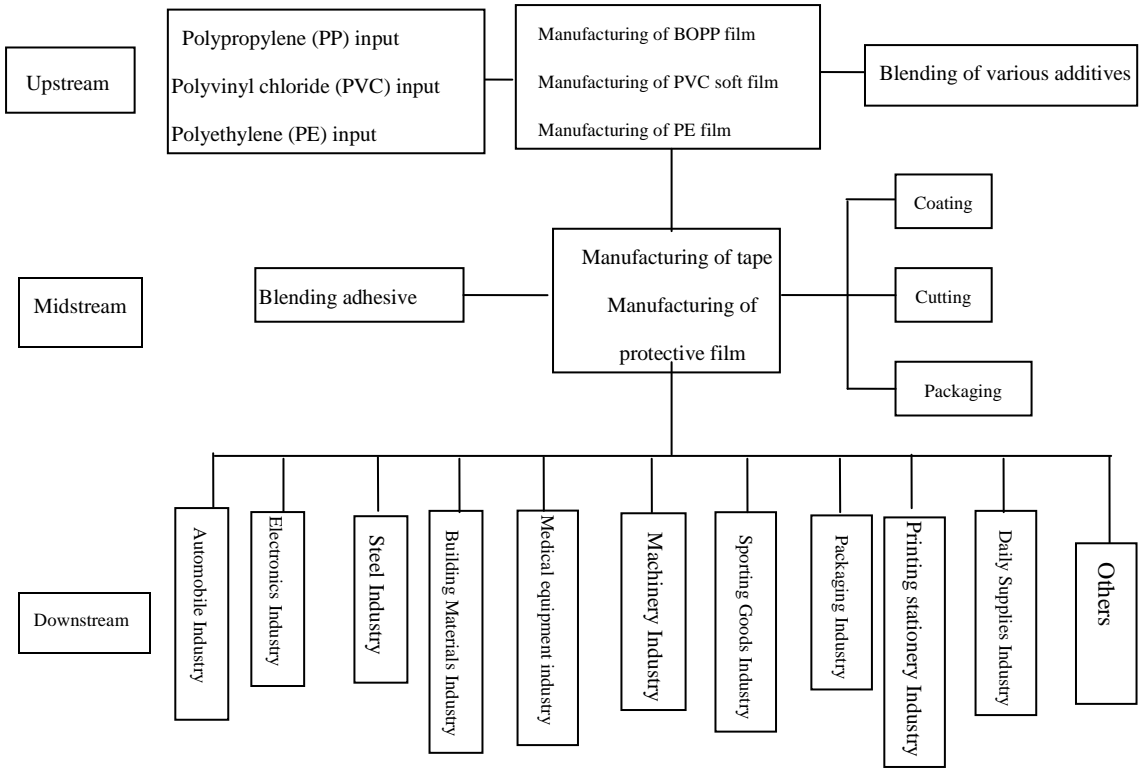 Upstream
Polypropylene (PP) input
Polyvinyl chloride (PVC) input
Polyethylene (PE) input
Manufacturing of BOPP film
Manufacturing of PVC soft film
Manufacturing of PE film
Blending of various additives
Midstream
Blending adhesive
Manufacturing of tape
Manufacturing of
protective film
Coating
Cutting
Packaging
Downstream
Automobile Industry
Electronics Industry
Steel Industry
Building Materials Industry
Medical equipment industry
Machinery Industry
Sporting Goods Industry
Packaging Industry
Printing stationery Industry
Daily Supplies Industry
Others